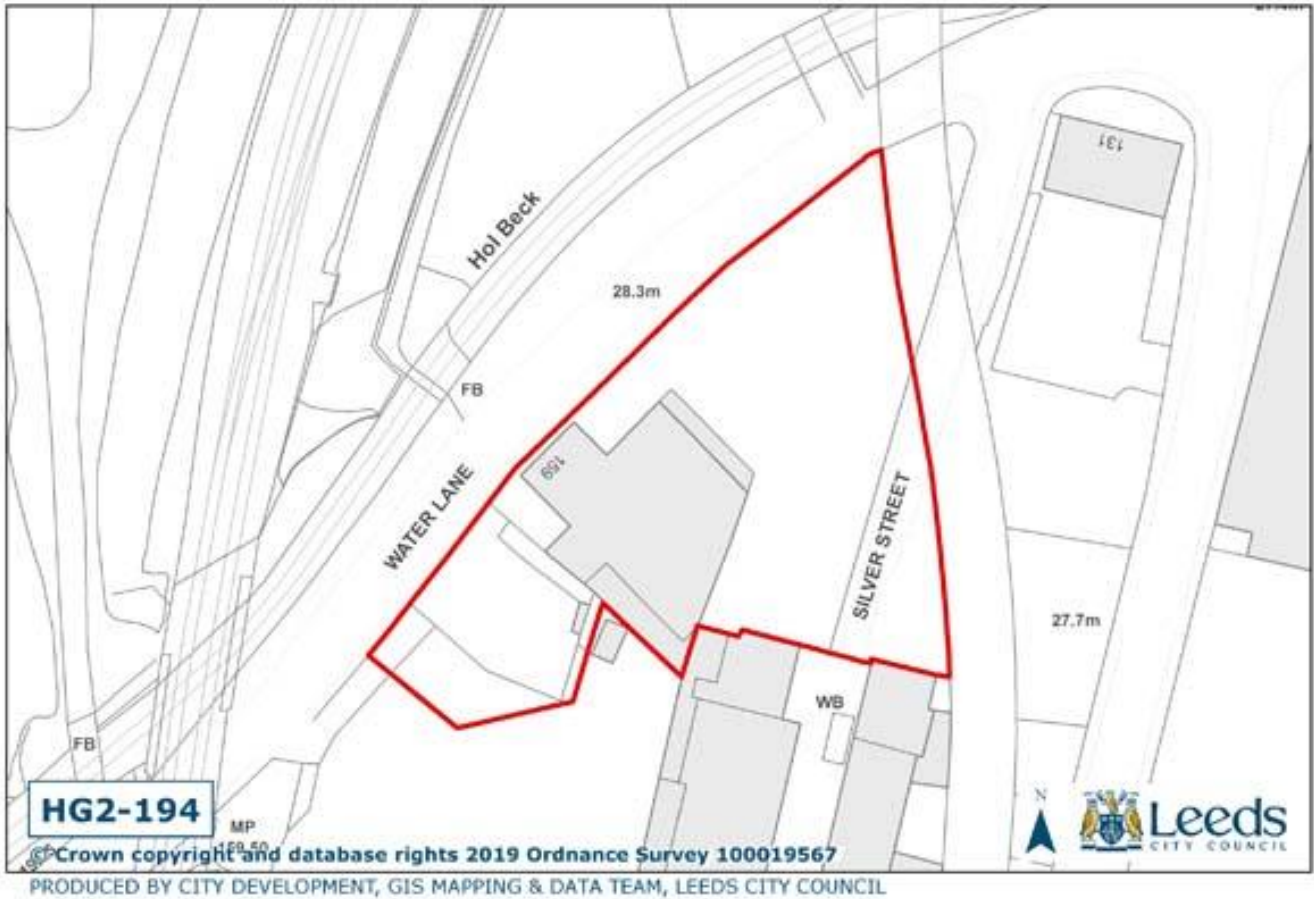 131
Hol Beck
28.3m
FB
159
WATER LANE
SILVER STREET
27.7m
WB
FB
HG2-194
MP
Leeds
CITY COUNCIL
N
© Crown copyright and database rights 2019 Ordnance Survey 100019567
PRODUCED BY CITY DEVELOPMENT, GIS MAPPING & DATA TEAM, LEEDS CITY COUNCIL